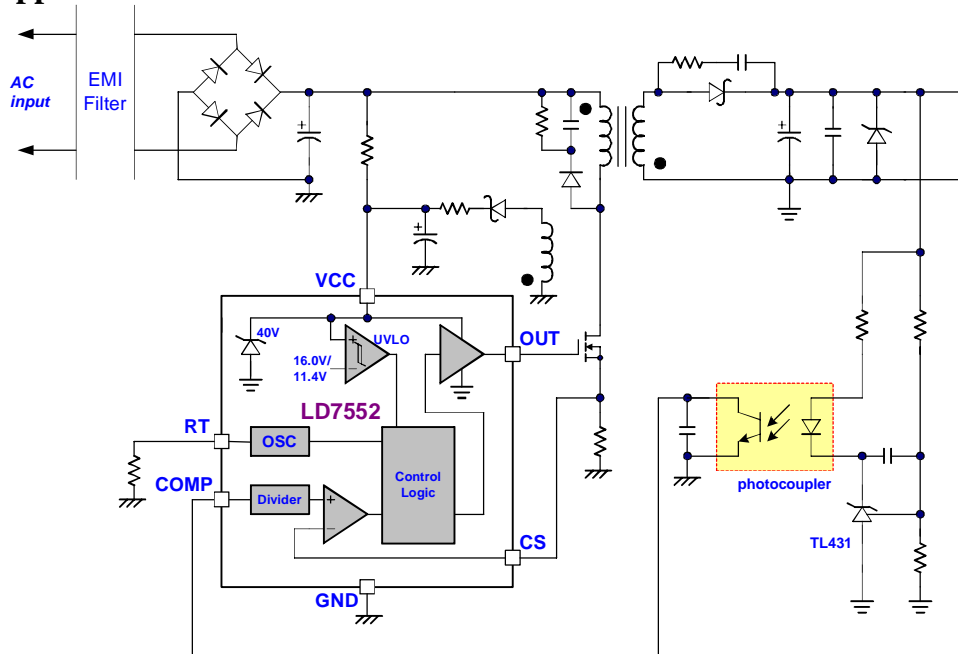 AC
input
EMI
Filter
VCC
40V
UVLO
16.0V/
11.4V
OUT
LD7552
RT
OSC
COMP
Divider
Control
Logic
CS
GND
photocoupler
TL431